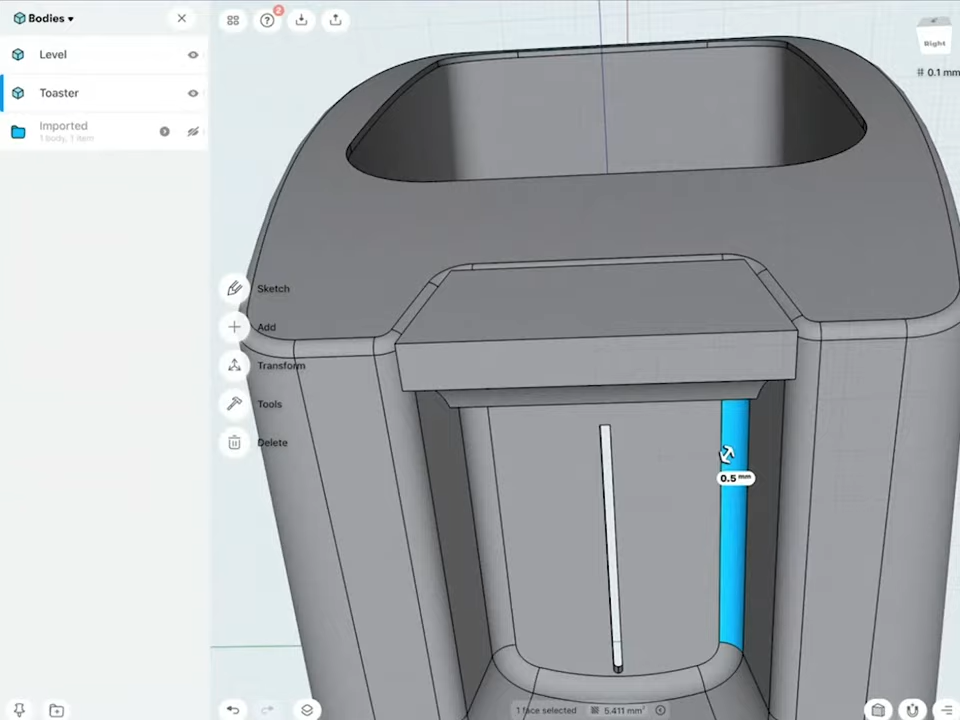 Bodies ▾
2
Right
Level
# 0.1 mm
Toaster
Imported
1 body, 1 item
Sketch
Add
Transform
Tools
Delete
0.5 mm
1 face selected
5.411 mm²